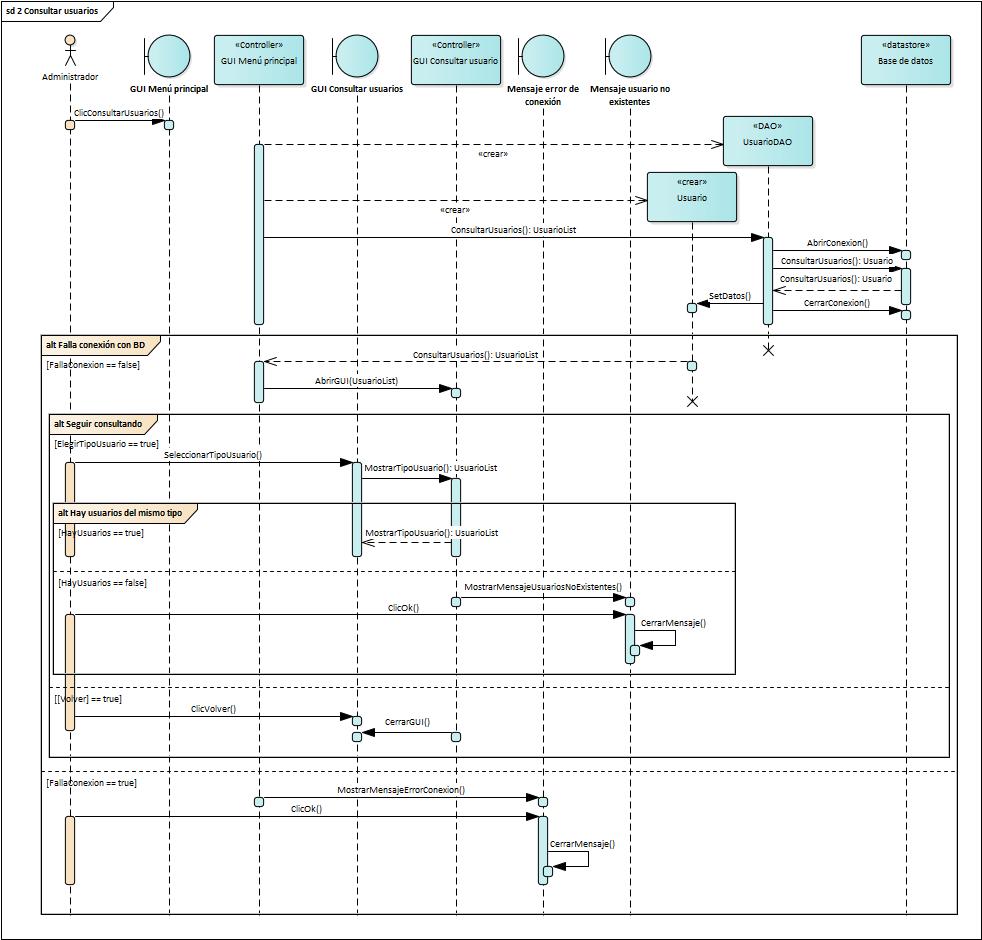 sd 2 Consultar usuarios
Administrador
GUI Menú principal
«Controller»
GUI Menú principal
GUI Consultar usuarios
«Controller»
GUI Consultar usuario
Mensaje error de
conexión
Mensaje usuario no
existentes
«datastore»
Base de datos
ClicConsultarUsuarios()
«DAO»
UsuarioDAO
«crear»
«crear»
Usuario
«crear»
ConsultarUsuarios(): UsuarioList
AbrirConexion()
ConsultarUsuarios(): Usuario
ConsultarUsuarios(): Usuario
SetDatos()
CerrarConexion()
alt Falla conexión con BD
[FallaConexion == false]
ConsultarUsuarios(): UsuarioList
AbrirGUI(UsuarioList)
alt Seguir consultando
[ElegirTipoUsuario == true]
SeleccionarTipoUsuario()
MostrarTipoUsuario(): UsuarioList
alt Hay usuarios del mismo tipo
[HayUsuarios == true]
MostrarTipoUsuario(): UsuarioList
[HayUsuarios == false]
MostrarMensajeUsuariosNoExistentes()
ClicOk()
CerrarMensaje()
[[Volver] == true]
ClicVolver()
CerrarGUI()
[FallaConexion == true]
MostrarMensajeErrorConexion()
ClicOk()
CerrarMensaje()